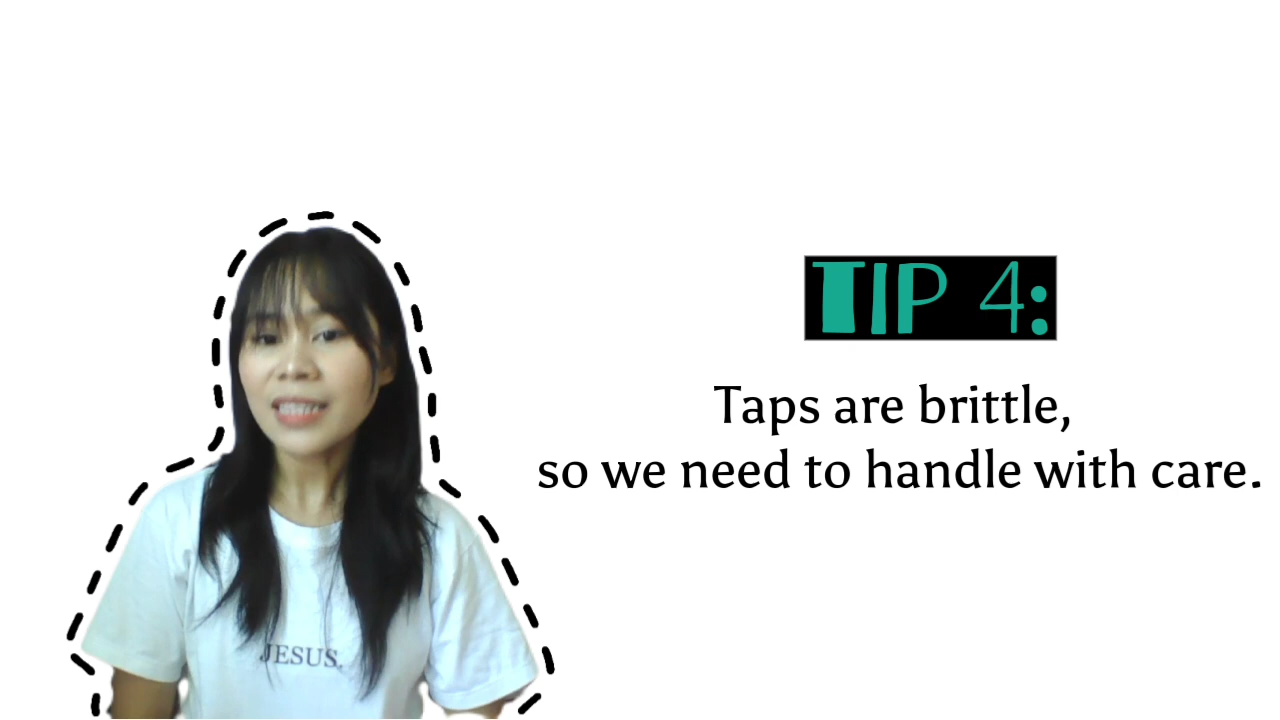 TIP 4:
Taps are brittle,
so we need to handle with care.
JESUS.